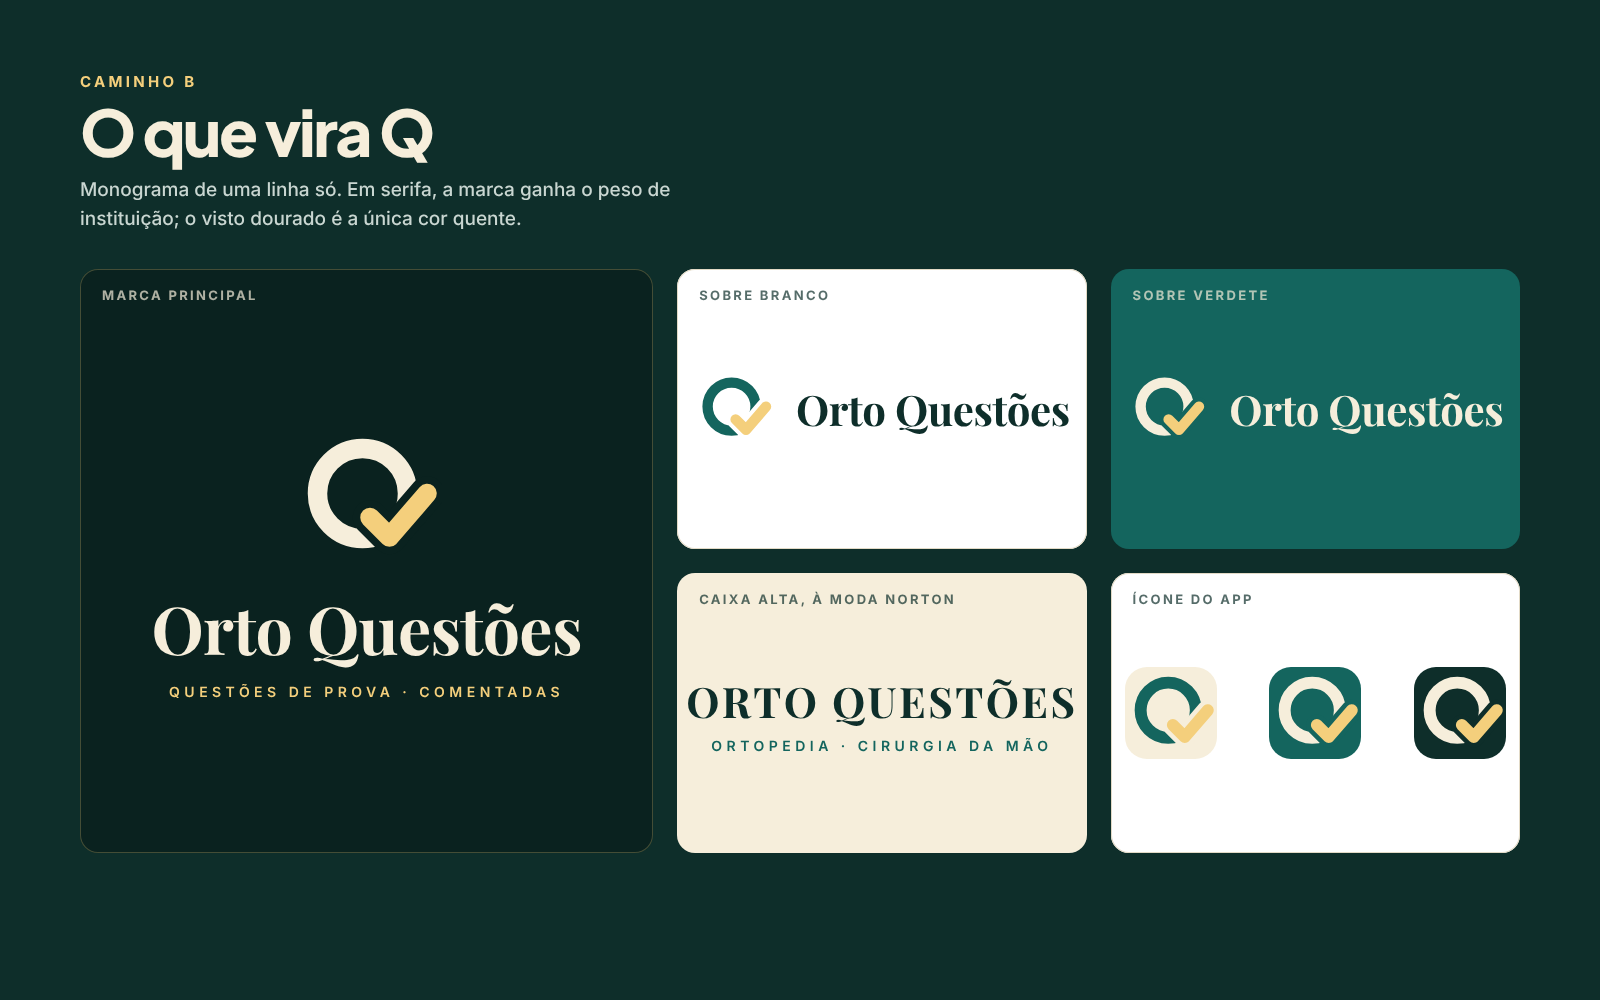 CAMINHO B
O que vira Q
Monograma de uma linha só. Em serifa, a marca ganha o peso de
instituição; o visto dourado é a única cor quente.
MARCA PRINCIPAL
Orto Questões
QUESTÕES DE PROVA · COMENTADAS
SOBRE BRANCO
Orto Questões
SOBRE VERDETE
Orto Questões
CAIXA ALTA, À MODA NORTON
ORTO QUESTÕES
ORTOPEDIA · CIRURGIA DA MÃO
ÍCONE DO APP